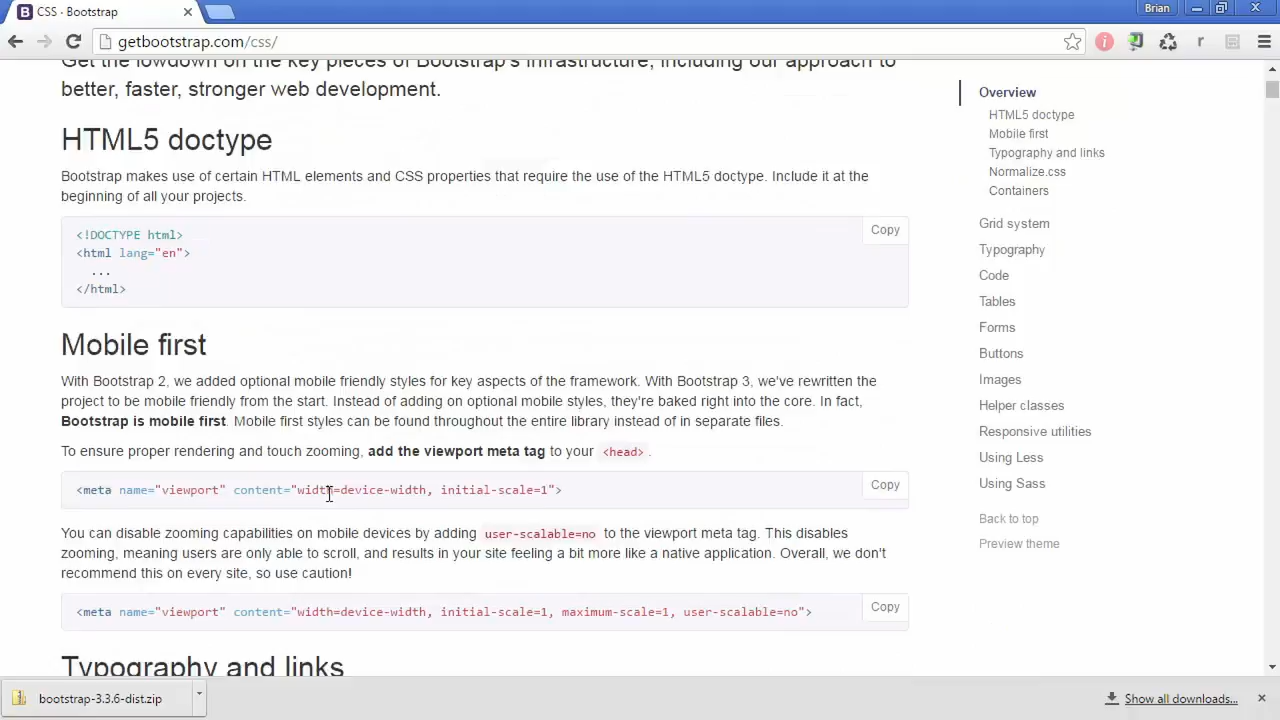 CSS · Bootstrap
Brian
getbootstrap.com/css/
Get the lowdown on the key pieces of Bootstrap's infrastructure, including our approach to
better, faster, stronger web development.
HTML5 doctype
Bootstrap makes use of certain HTML elements and CSS properties that require the use of the HTML5 doctype. Include it at the
beginning of all your projects.
Copy
<!DOCTYPE html>
<html lang="en">
...
</html>
Mobile first
With Bootstrap 2, we added optional mobile friendly styles for key aspects of the framework. With Bootstrap 3, we've rewritten the
project to be mobile friendly from the start. Instead of adding on optional mobile styles, they're baked right into the core. In fact,
Bootstrap is mobile first. Mobile first styles can be found throughout the entire library instead of in separate files.
To ensure proper rendering and touch zooming, add the viewport meta tag to your <head>.
Copy
<meta name="viewport" content="width=device-width, initial-scale=1">
You can disable zooming capabilities on mobile devices by adding user-scalable=no to the viewport meta tag. This disables
zooming, meaning users are only able to scroll, and results in your site feeling a bit more like a native application. Overall, we don't
recommend this on every site, so use caution!
Copy
<meta name="viewport" content="width=device-width, initial-scale=1, maximum-scale=1, user-scalable=no">
Typography and links
Overview
HTML5 doctype
Mobile first
Typography and links
Normalize.css
Containers
Grid system
Typography
Code
Tables
Forms
Buttons
Images
Helper classes
Responsive utilities
Using Less
Using Sass
Back to top
Preview theme
bootstrap-3.3.6-dist.zip
Show all downloads...